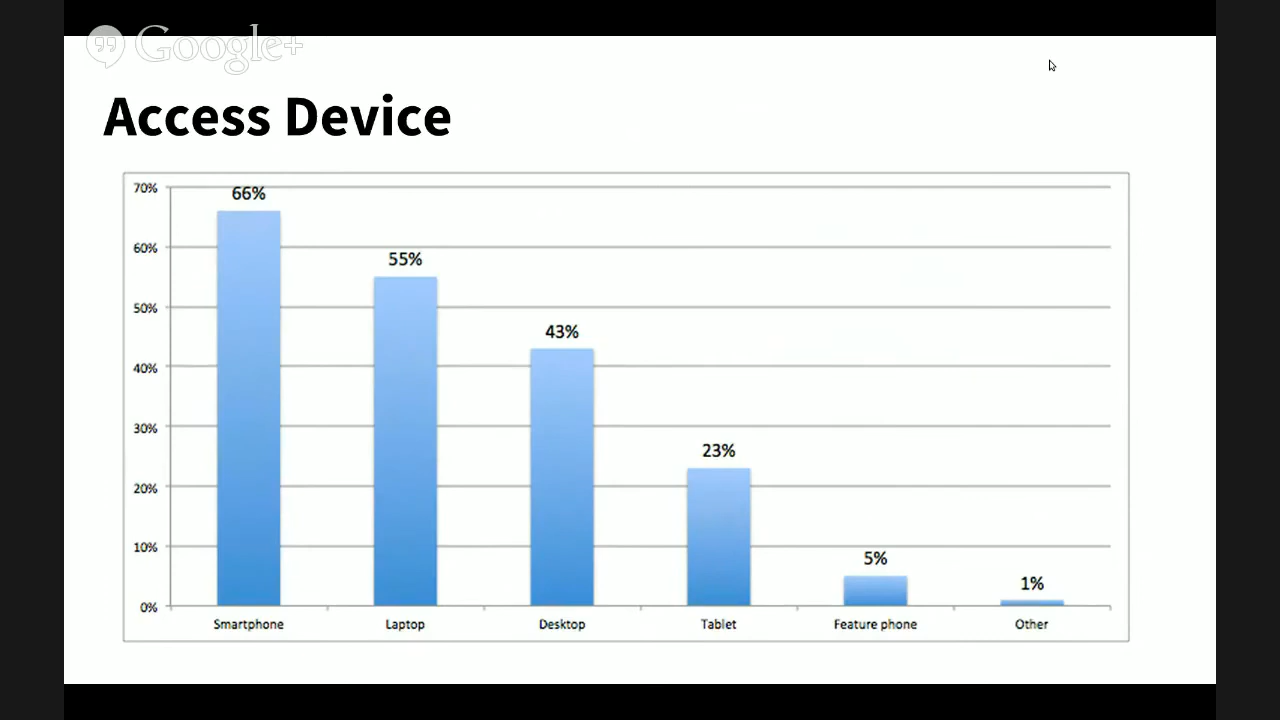 Google+
Access Device
70%
60%
50%
40%
30%
20%
10%
0%
66%
55%
43%
23%
5%
1%
Smartphone
Laptop
Desktop
Tablet
Feature phone
Other